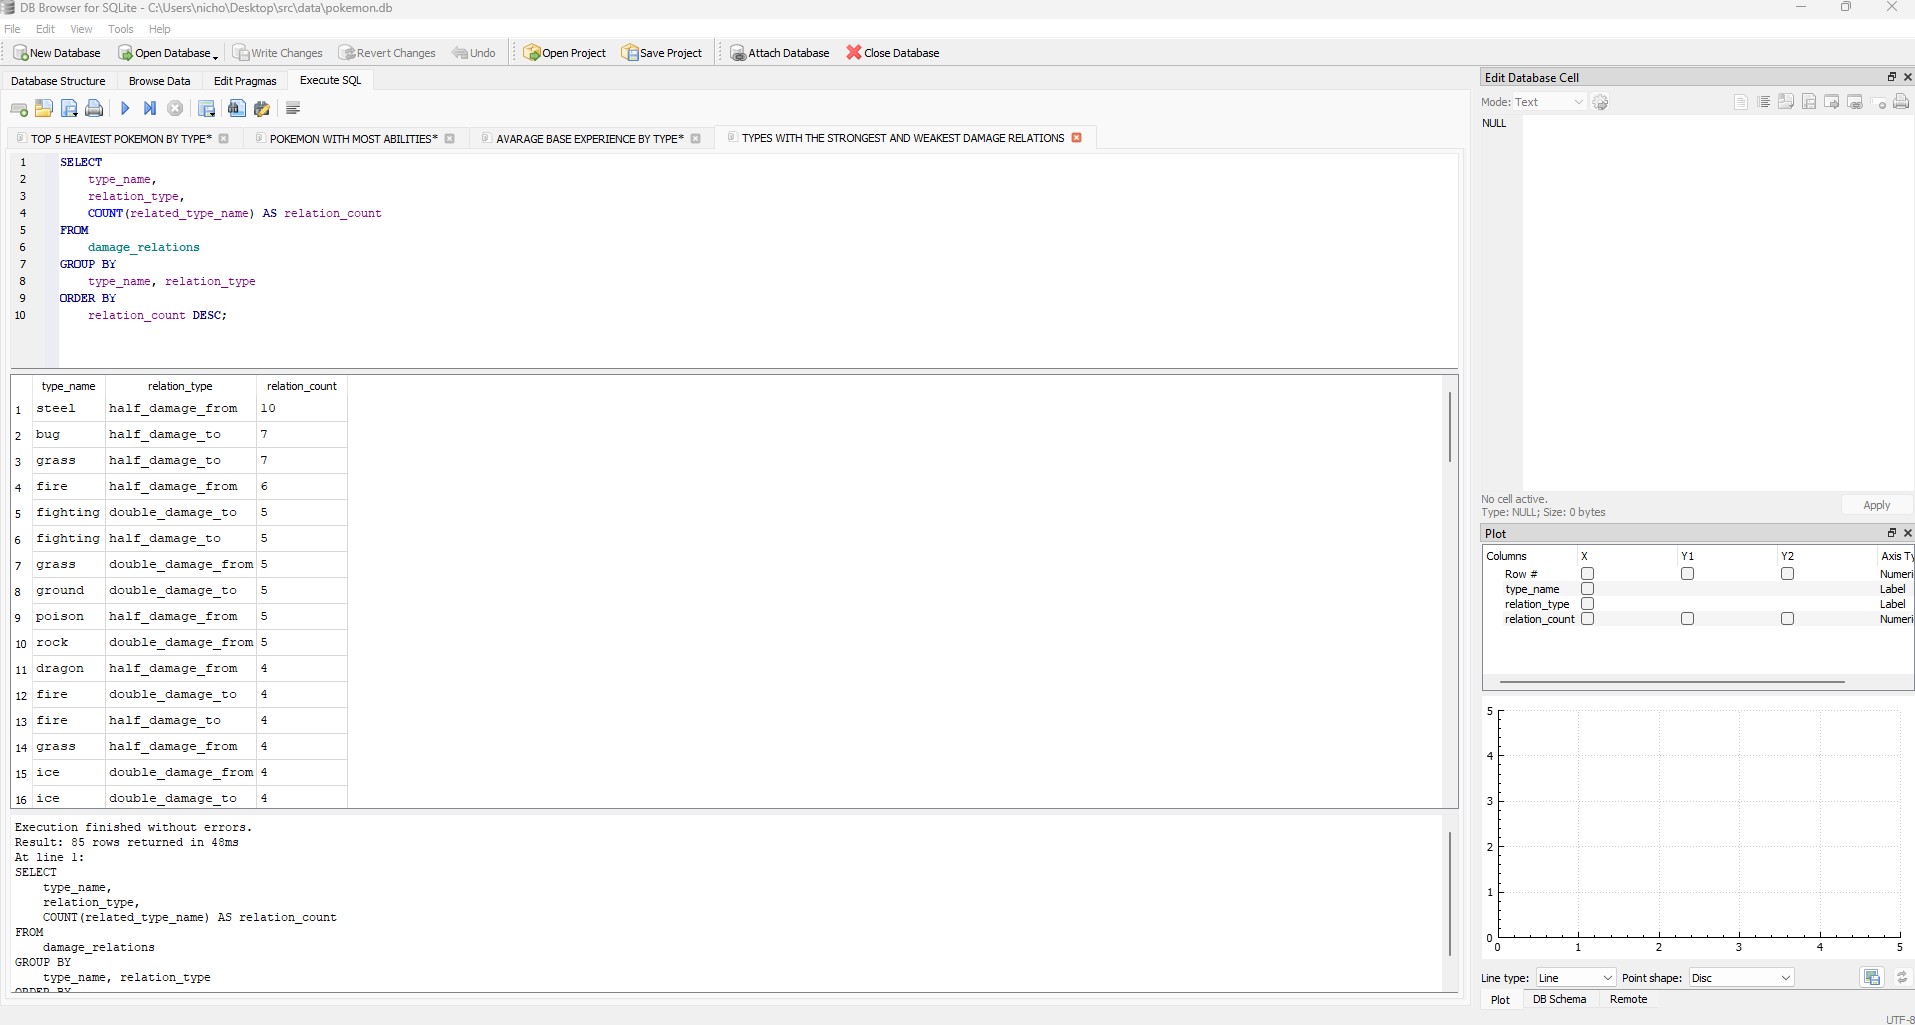 DB Browser for SQLite - C:\Users\nicho\Desktop\src\data\pokemon.db
File Edit View Tools Help
New Database Open Database Write Changes Revert Changes Undo Open Project Save Project Attach Database Close Database
Database Structure Browse Data Edit Pragmas Execute SQL
TOP 5 HEAVIEST POKEMON BY TYPE* POKEMON WITH MOST ABILITIES* AVARAGE BASE EXPERIENCE BY TYPE* TYPES WITH THE STRONGEST AND WEAKEST DAMAGE RELATIONS
1 SELECT
2 type_name,
3 relation_type,
4 COUNT(related_type_name) AS relation_count
5 FROM
6 damage_relations
7 GROUP BY
8 type_name, relation_type
9 ORDER BY
10 relation_count DESC;
type_name relation_type relation_count
1 steel half_damage_from 10
2 bug half_damage_to 7
3 grass half_damage_to 7
4 fire half_damage_from 6
5 fighting double_damage_to 5
6 fighting half_damage_to 5
7 grass double_damage_from 5
8 ground double_damage_to 5
9 poison half_damage_from 5
10 rock double_damage_from 5
11 dragon half_damage_from 4
12 fire double_damage_to 4
13 fire half_damage_to 4
14 grass half_damage_from 4
15 ice double_damage_from 4
16 ice double_damage_to 4
Execution finished without errors.
Result: 85 rows returned in 48ms
At line 1:
SELECT
type_name,
relation_type,
COUNT(related_type_name) AS relation_count
FROM
damage_relations
GROUP BY
type_name, relation_type
ORDER BY
Edit Database Cell
Mode: Text
NULL
No cell active.
Type: NULL; Size: 0 bytes
Apply
Plot
Columns X Y1 Y2 Axis Ty
Row # Numeri
type_name Label
relation_type Label
relation_count Numeri
5
4
3
2
1
0
0 1 2 3 4 5
Line type: Line Point shape: Disc
Plot DB Schema Remote
UTF-8